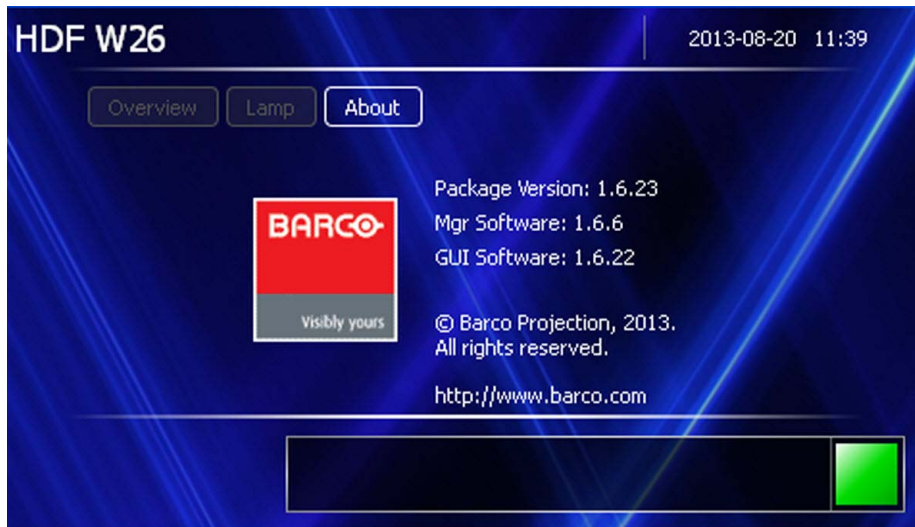 HDF W26
2013-08-20 11:39
Overview Lamp About
Package Version: 1.6.23
BARCO
Mgr Software: 1.6.6
GUI Software: 1.6.22
Visibly yours
© Barco Projection, 2013.
All rights reserved.
http://www.barco.com